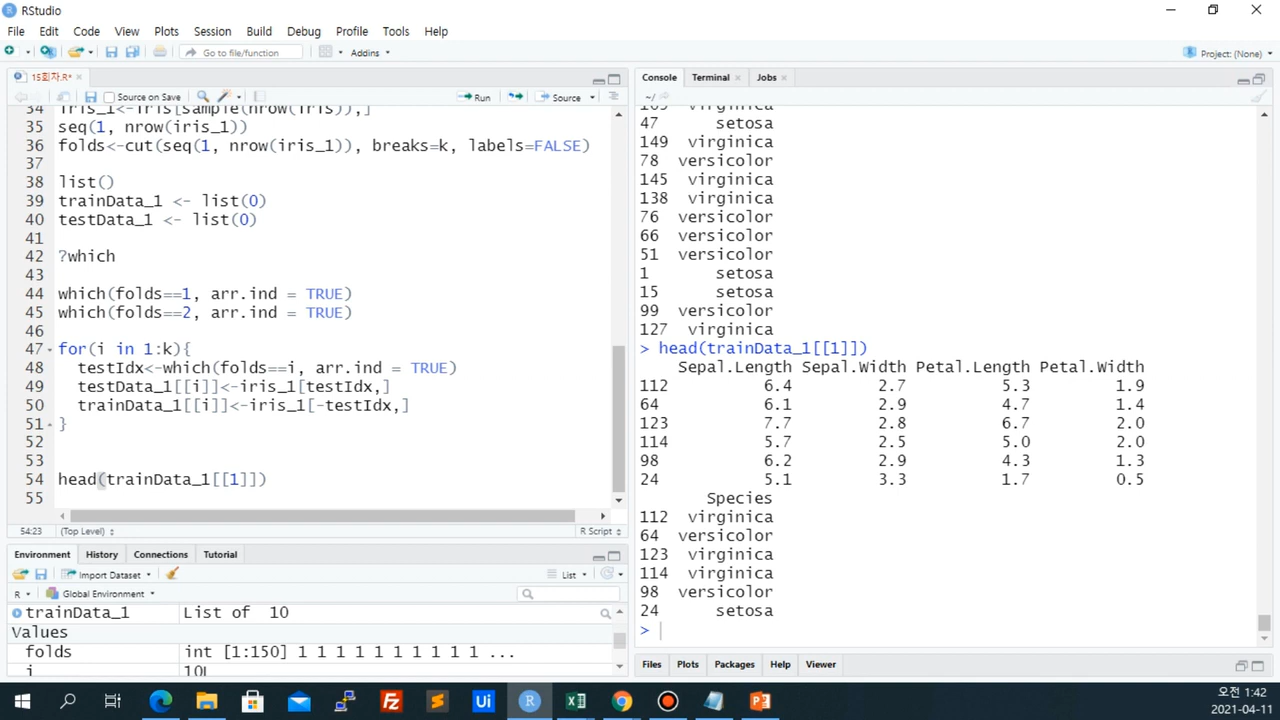 RStudio
File Edit Code View Plots Session Build Debug Profile Tools Help
Go to file/function Addins Project: (None)
15회차.R*
Source on Save Run Source
34 iris_1<-iris[sample(nrow(iris)),]
35 seq(1, nrow(iris_1))
36 folds<-cut(seq(1, nrow(iris_1)), breaks=k, labels=FALSE)
37
38 list()
39 trainData_1 <- list(0)
40 testData_1 <- list(0)
41
42 ?which
43
44 which(folds==1, arr.ind = TRUE)
45 which(folds==2, arr.ind = TRUE)
46
47 for(i in 1:k){
48 testIdx<-which(folds==i, arr.ind = TRUE)
49 testData_1[[i]]<-iris_1[testIdx,]
50 trainData_1[[i]]<-iris_1[-testIdx,]
51 }
52
53
54 head(trainData_1[[1]])
55
54:23 (Top Level) R Script
Environment History Connections Tutorial
Import Dataset List
R Global Environment
trainData_1 List of 10
Values
folds int [1:150] 1 1 1 1 1 1 1 1 1 1 ...
i 10L
Console Terminal Jobs
~/
virginica
47 setosa
149 virginica
78 versicolor
145 virginica
138 virginica
76 versicolor
66 versicolor
51 versicolor
1 setosa
15 setosa
99 versicolor
127 virginica
> head(trainData_1[[1]])
Sepal.Length Sepal.Width Petal.Length Petal.Width
112 6.4 2.7 5.3 1.9
64 6.1 2.9 4.7 1.4
123 7.7 2.8 6.7 2.0
114 5.7 2.5 5.0 2.0
98 6.2 2.9 4.3 1.3
24 5.1 3.3 1.7 0.5
Species
112 virginica
64 versicolor
123 virginica
114 virginica
98 versicolor
24 setosa
>
Files Plots Packages Help Viewer
오전 1:42
2021-04-11